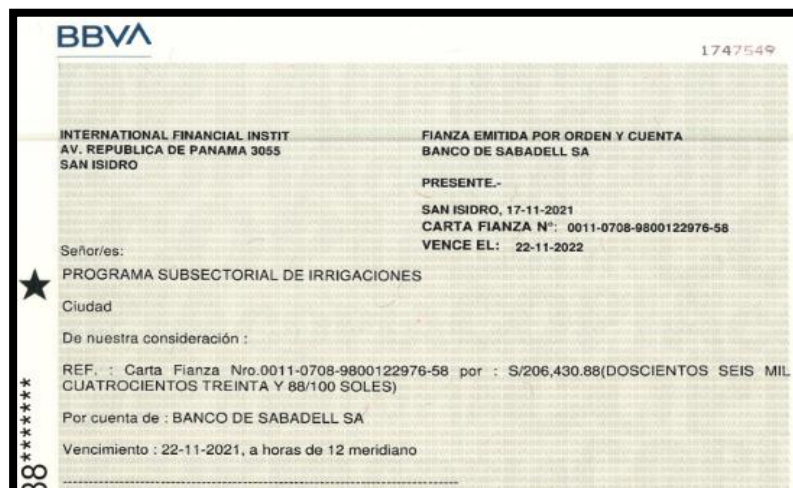 BBVA
1747549
INTERNATIONAL FINANCIAL INSTIT
AV. REPUBLICA DE PANAMA 3055
SAN ISIDRO
FIANZA EMITIDA POR ORDEN Y CUENTA
BANCO DE SABADELL SA
PRESENTE.-
SAN ISIDRO, 17-11-2021
CARTA FIANZA Nº: 0011-0708-9800122976-58
VENCE EL: 22-11-2022
Señor/es:
PROGRAMA SUBSECTORIAL DE IRRIGACIONES
Ciudad
De nuestra consideración :
REF. : Carta Fianza Nro.0011-0708-9800122976-58 por : S/206,430.88(DOSCIENTOS SEIS MIL
CUATROCIENTOS TREINTA Y 88/100 SOLES)
Por cuenta de : BANCO DE SABADELL SA
Vencimiento : 22-11-2021, a horas de 12 meridiano
--------------------------------------------------------------------------------
88*******